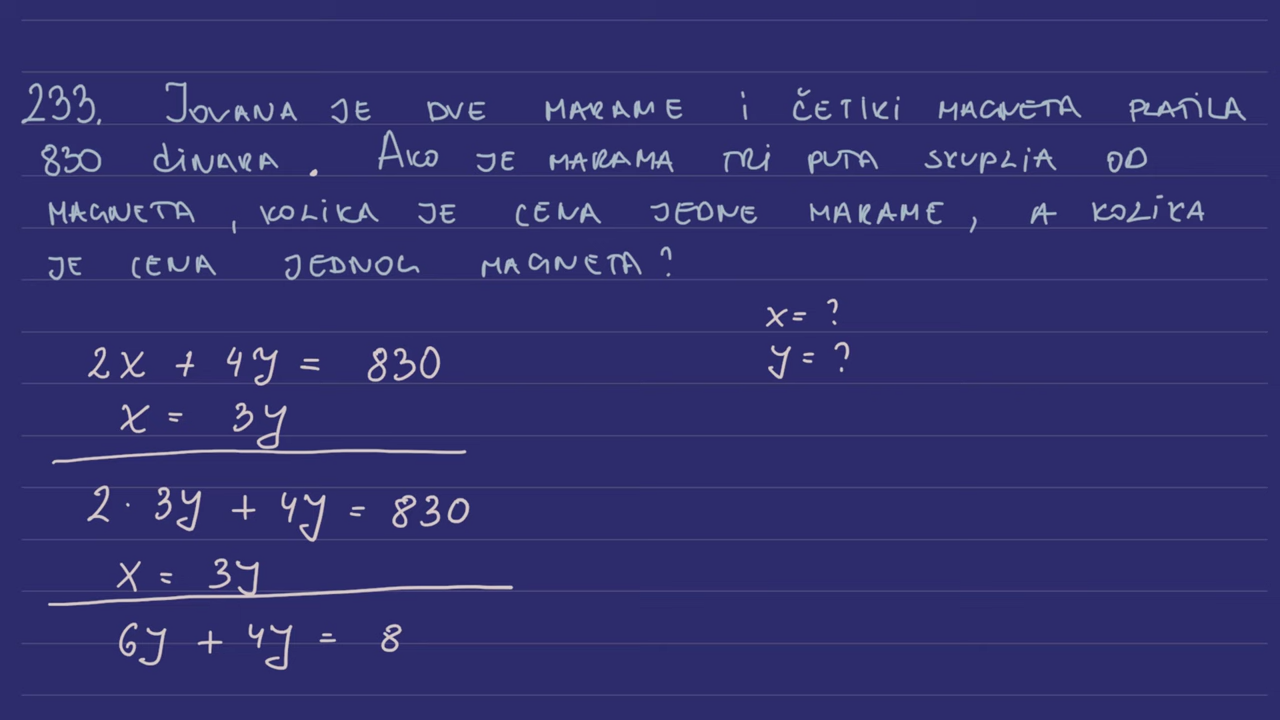 233. JOVANA JE DVE MARAME I ČETIRI MAGNETA PLATILA
830 DINARA. AKO JE MARAMA TRI PUTA SKUPLJA OD
MAGNETA, KOLIKA JE CENA JEDNE MARAME, A KOLIKA
JE CENA JEDNOG MAGNETA?
x = ?
2x + 4y = 830
y = ?
x = 3y
2 · 3y + 4y = 830
x = 3y
6y + 4y = 8